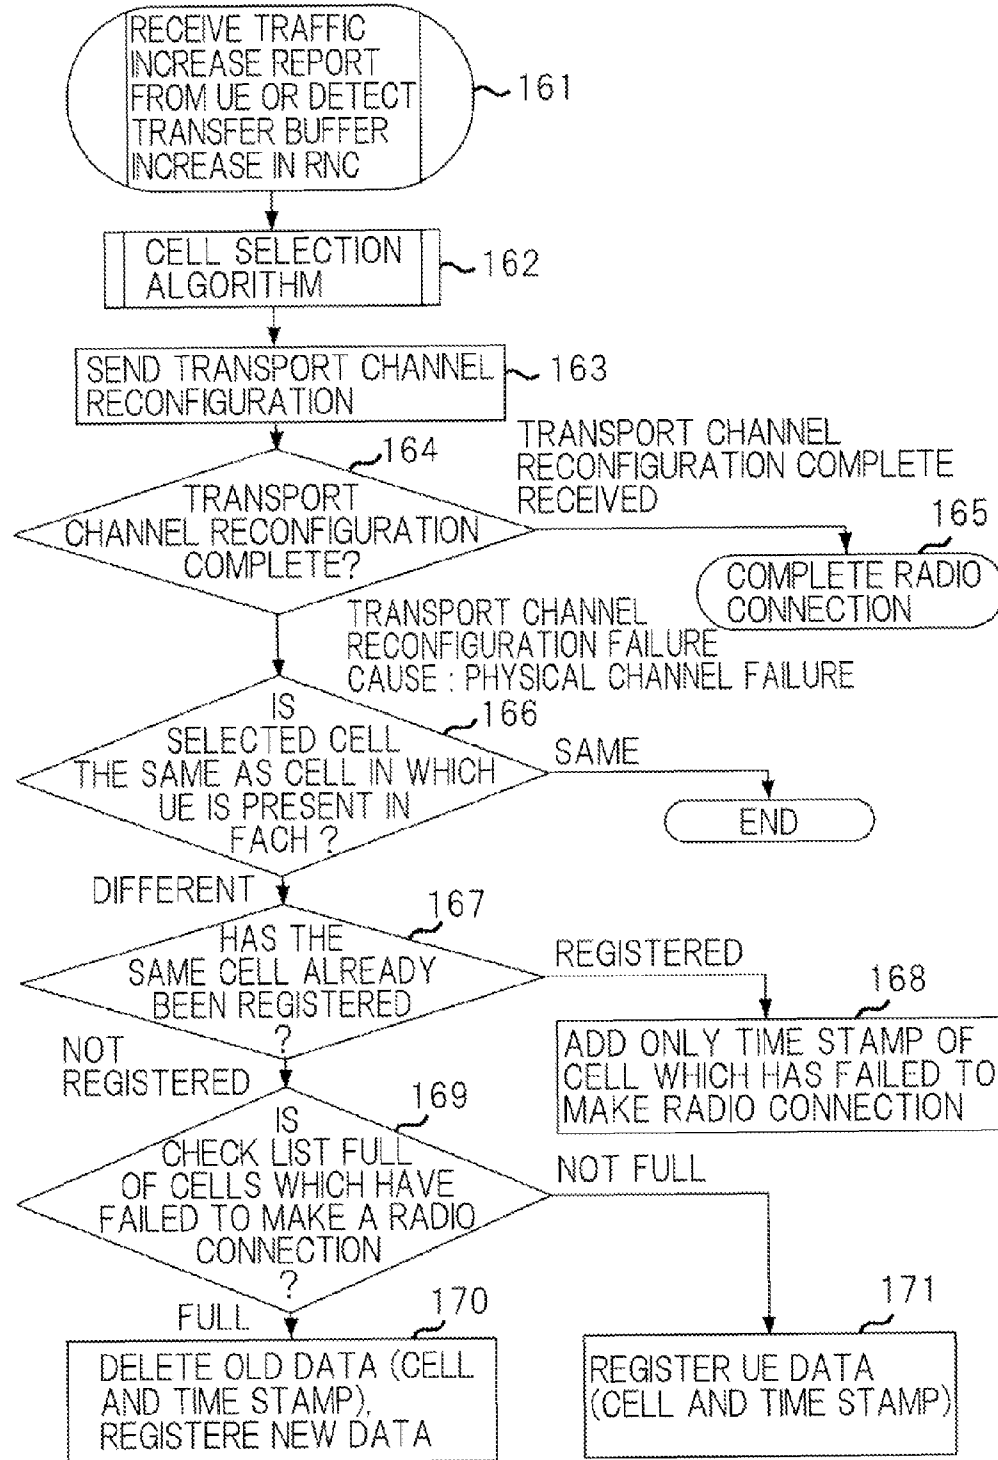 RECEIVE TRAFFIC
INCREASE REPORT
FROM UE OR DETECT
TRANSFER BUFFER
INCREASE IN RNC
161
CELL SELECTION
ALGORITHM
162
SEND TRANSPORT CHANNEL
RECONFIGURATION
163
164
TRANSPORT
CHANNEL RECONFIGURATION
COMPLETE?
TRANSPORT CHANNEL
RECONFIGURATION COMPLETE
RECEIVED
165
COMPLETE RADIO
CONNECTION
TRANSPORT CHANNEL
RECONFIGURATION FAILURE
CAUSE : PHYSICAL CHANNEL FAILURE
166
IS
SELECTED CELL
THE SAME AS CELL IN WHICH
UE IS PRESENT IN
FACH ?
SAME
END
DIFFERENT
167
HAS THE
SAME CELL ALREADY
BEEN REGISTERED
?
REGISTERED
168
ADD ONLY TIME STAMP OF
CELL WHICH HAS FAILED TO
MAKE RADIO CONNECTION
NOT
REGISTERED
169
IS
CHECK LIST FULL
OF CELLS WHICH HAVE
FAILED TO MAKE A RADIO
CONNECTION
?
NOT FULL
FULL
170
DELETE OLD DATA (CELL
AND TIME STAMP),
REGISTERE NEW DATA
171
REGISTER UE DATA
(CELL AND TIME STAMP)